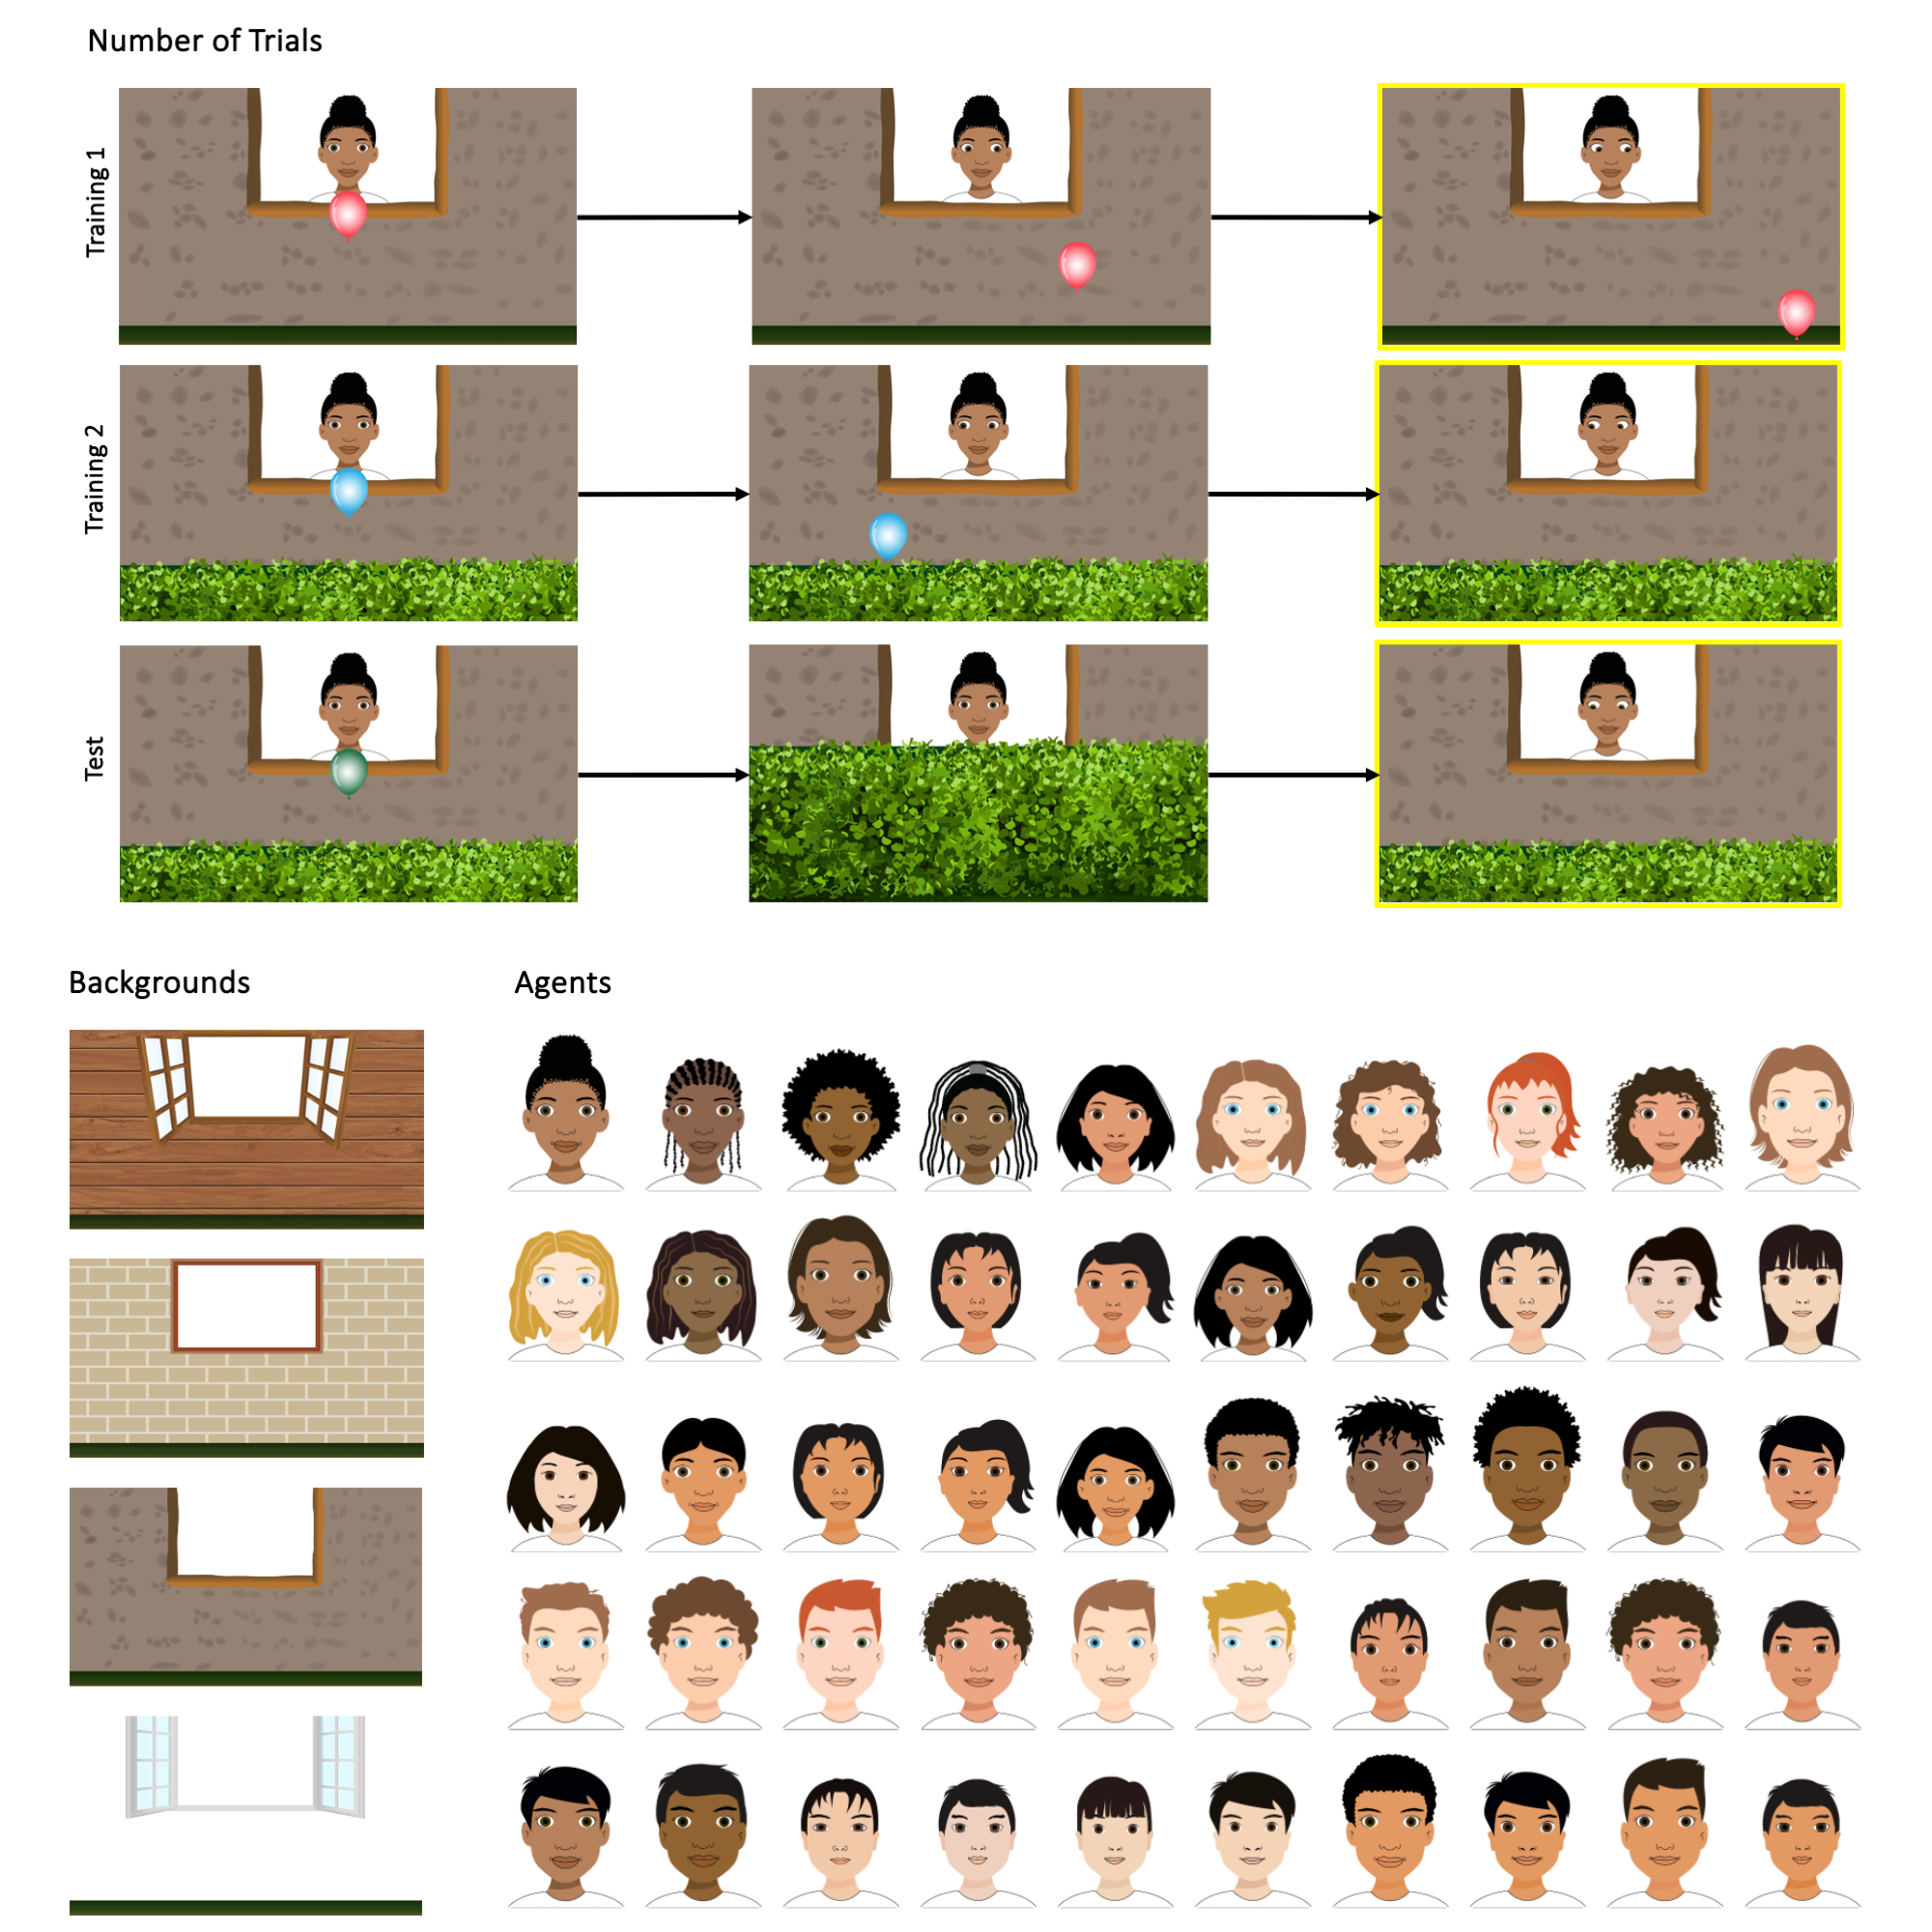 Number of Trials
Training 1
Training 2
Test
Backgrounds
Agents